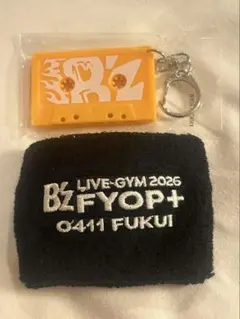 B'z
B'z LIVE-GYM 2026
FYOP+
0411 FUKUI